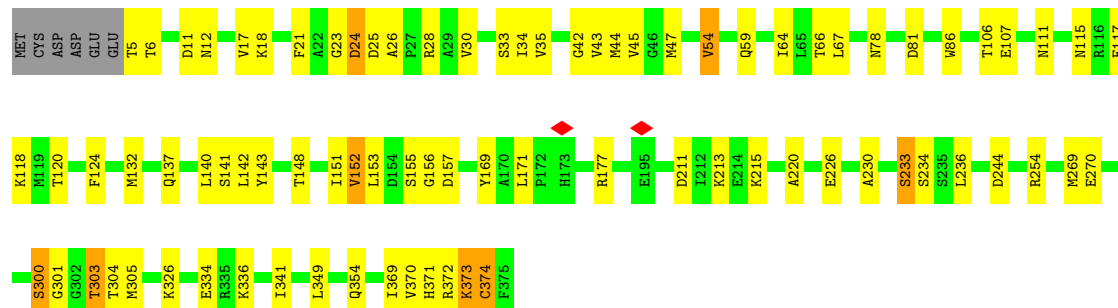 MET CYS ASP ASP GLU GLU T5 T6 D11 N12 V17 K18 F21 A22 G23 D24 D25 A26 P27 R28 A29 V30 S33 I34 V35 G42 V43 M44 V45 G46 M47 V54 Q59 I64 L65 T66 L67 N78 D81 W86 T106 E107 N111 N115 R116 E117
K118 M119 T120 F124 M132 Q137 L140 S141 L142 Y143 T148 I151 V152 L153 D154 S155 G156 D157 Y169 A170 L171 P172 H173 R177 E195 D211 I212 K213 E214 K215 A220 E226 A230 S233 S234 S235 L236 D244 R254 M269 E270
S300 G301 G302 T303 T304 M305 K326 E334 R335 K336 I341 L349 Q354 I369 V370 H371 R372 K373 C374 F375